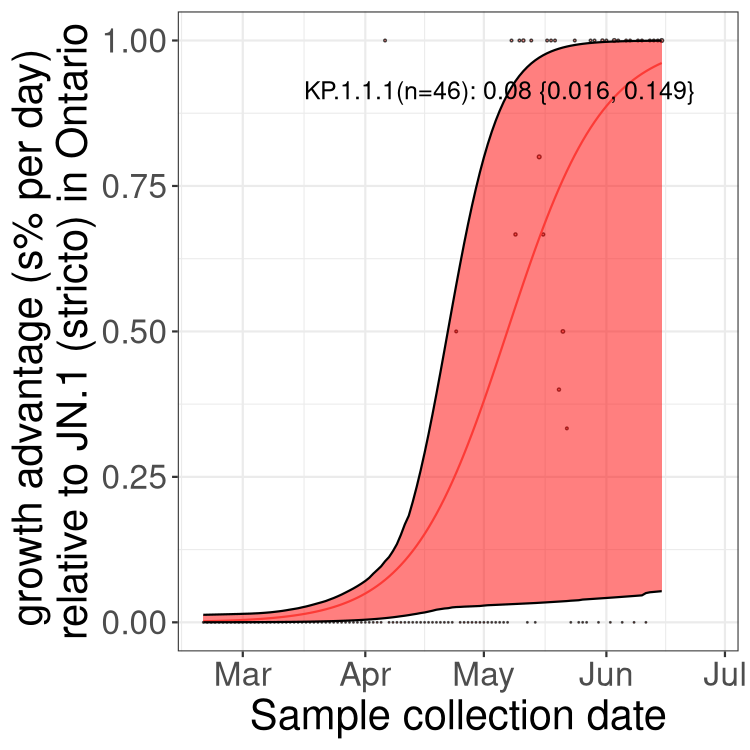 growth advantage (s% per day)
relative to JN.1 (stricto) in Ontario
1.00
0.75
0.50
0.25
0.00
KP.1.1.1(n=46): 0.08 {0.016, 0.149}
Mar Apr May Jun Jul
Sample collection date